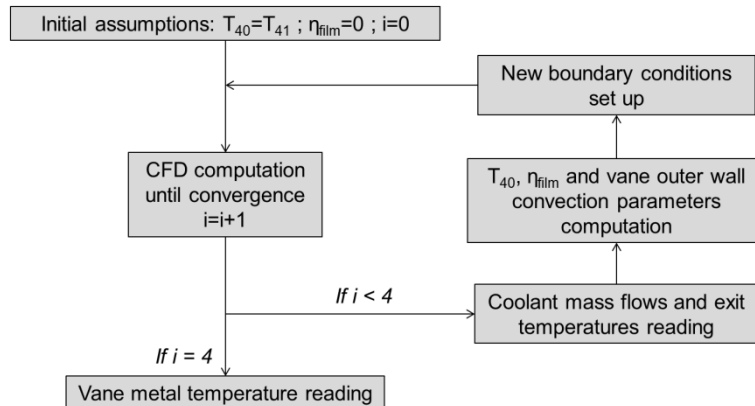 Initial assumptions: T₄₀=T₄₁ ; η_film=0 ; i=0
New boundary conditions
set up
CFD computation
until convergence
i=i+1
T₄₀, η_film and vane outer wall
convection parameters
computation
If i < 4
Coolant mass flows and exit
temperatures reading
If i = 4
Vane metal temperature reading